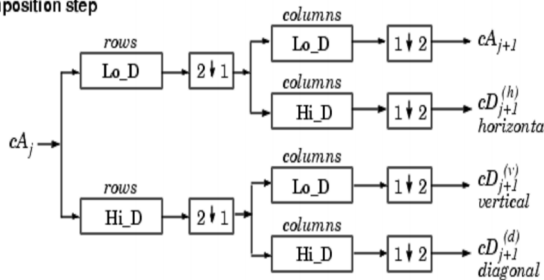 mposition step
columns
rows
Lo_D
2↓1
Lo_D
1↓2
cA_{j+1}
columns
Hi_D
1↓2
cD_{j+1}^{(h)}
horizonta
cA_j
columns
rows
Hi_D
2↓1
Lo_D
1↓2
cD_{j+1}^{(v)}
vertical
columns
Hi_D
1↓2
cD_{j+1}^{(d)}
diagonal